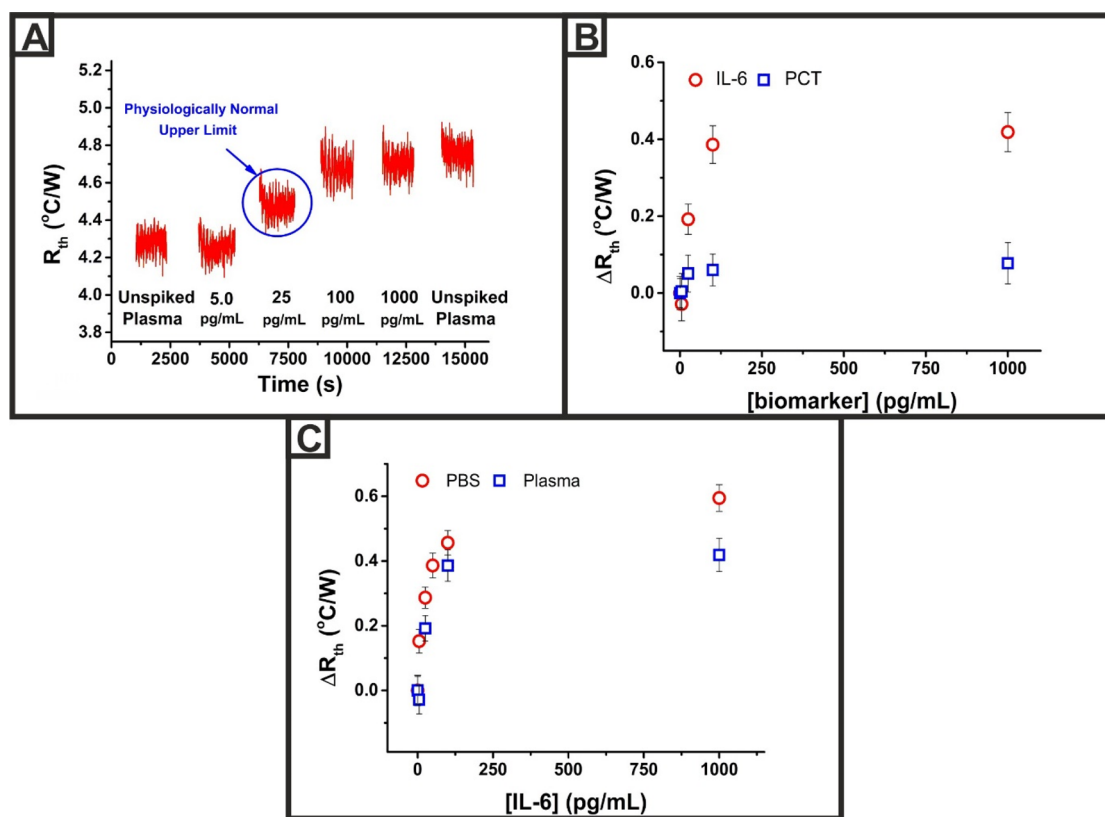 A
5.2
5.0
4.8
4.6
4.4
4.2
4.0
3.8
R_th (°C/W)
Physiologically Normal
Upper Limit
Unspiked 5.0 25 100 1000 Unspiked
Plasma pg/mL pg/mL pg/mL pg/mL Plasma
0 2500 5000 7500 10000 12500 15000
Time (s)
B
0.6
0.4
0.2
0.0
ΔR_th (°C/W)
IL-6 PCT
0 250 500 750 1000
[biomarker] (pg/mL)
C
0.6
0.4
0.2
0.0
ΔR_th (°C/W)
PBS Plasma
0 250 500 750 1000
[IL-6] (pg/mL)